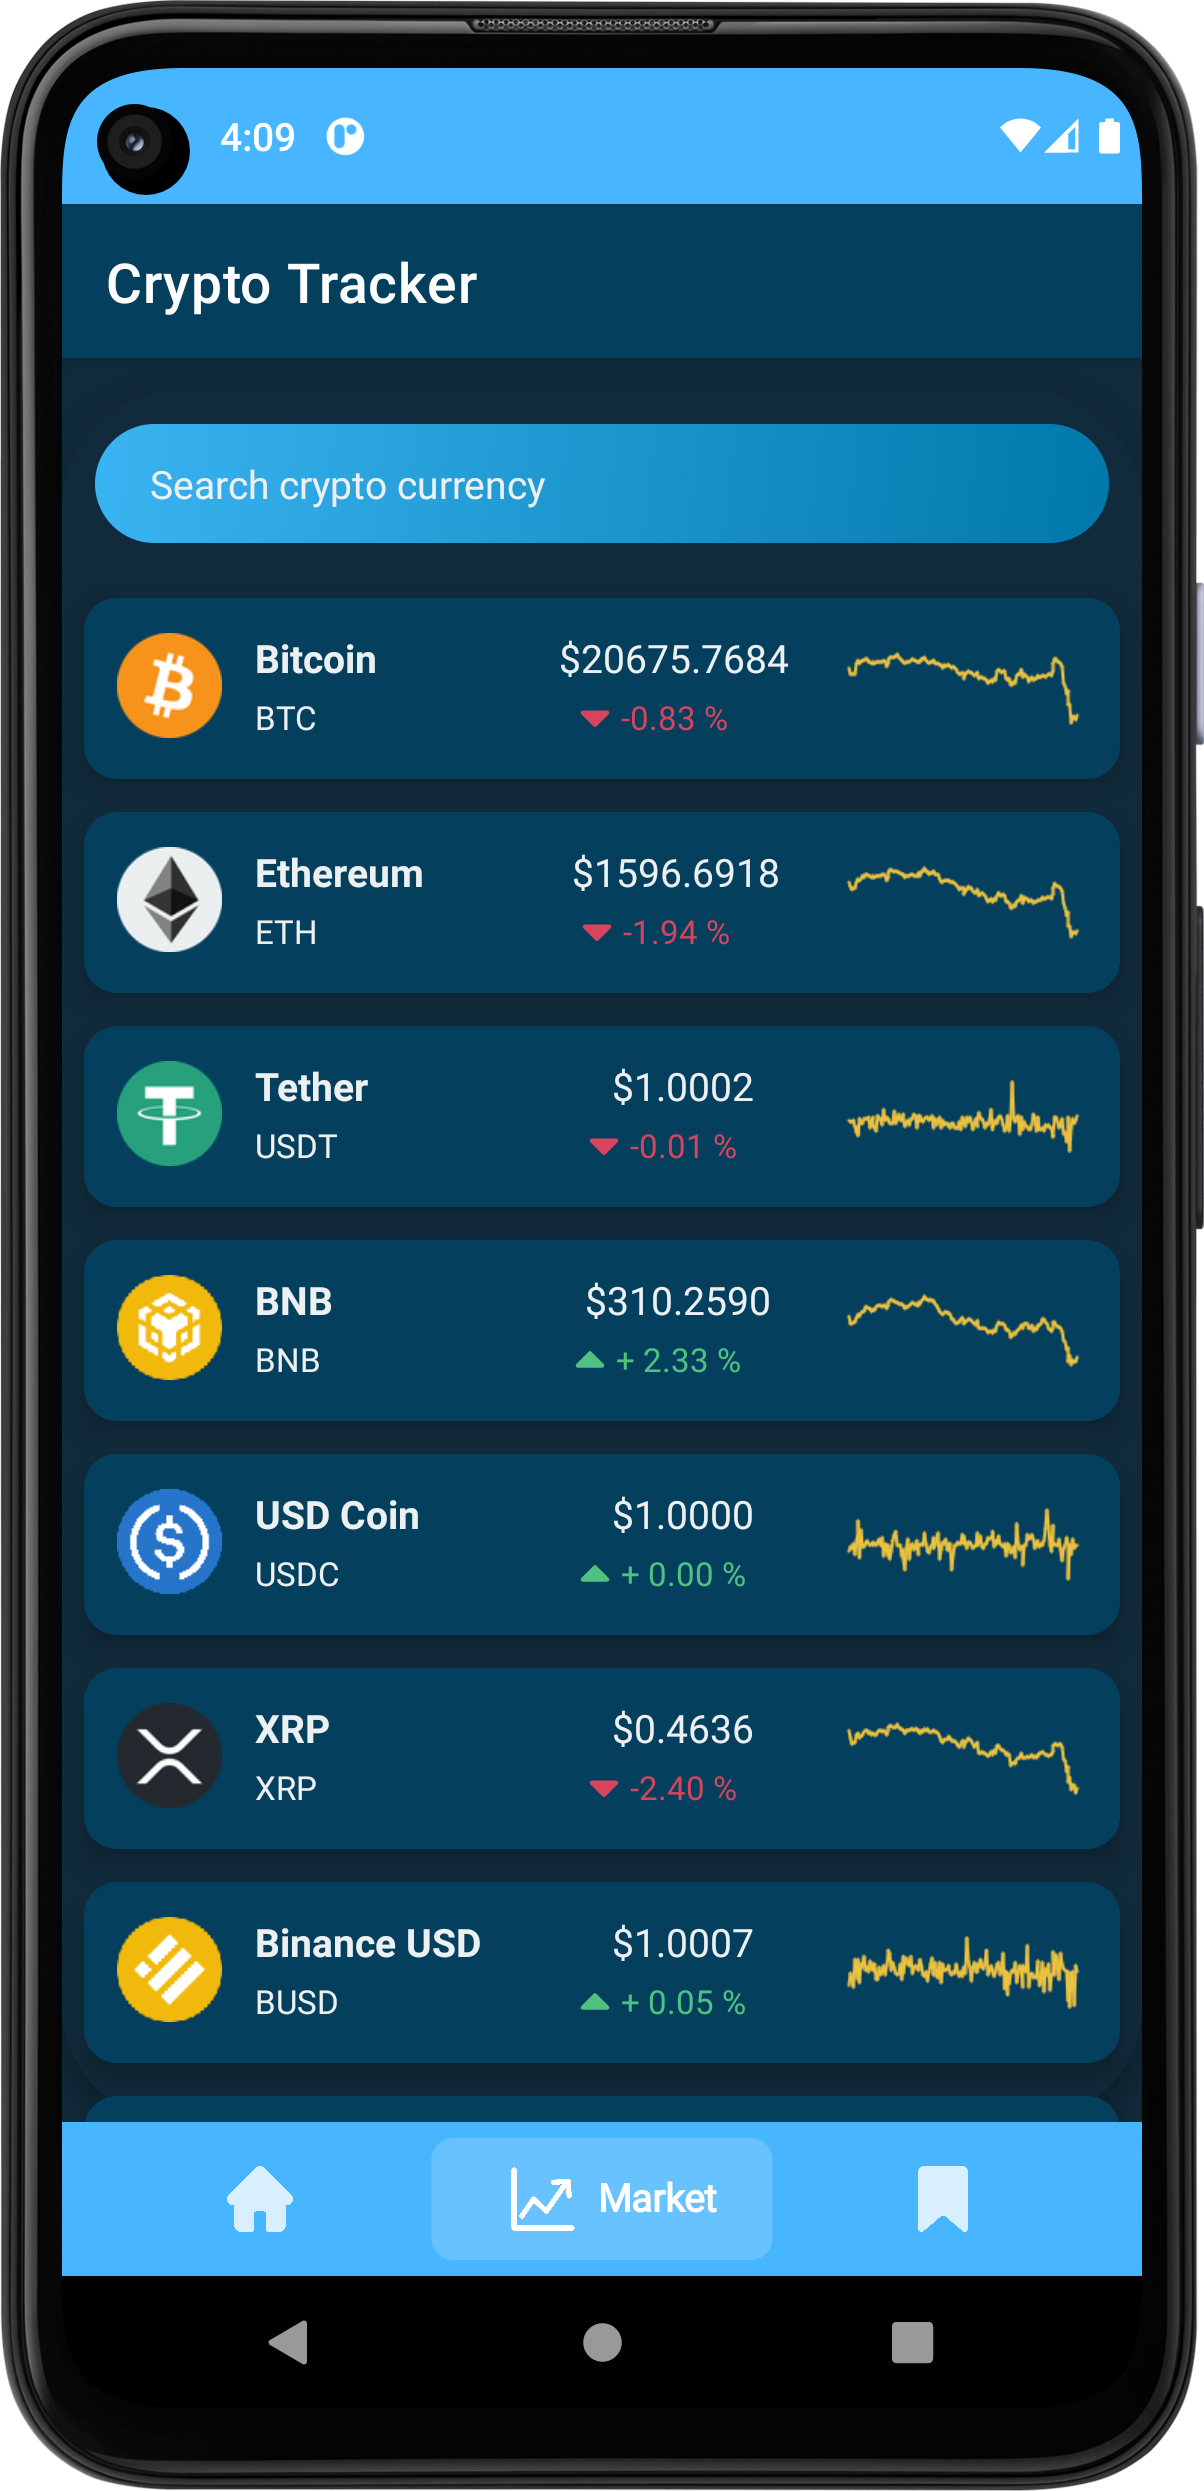 4:09
Crypto Tracker
Search crypto currency
Bitcoin $20675.7684
BTC -0.83 %
Ethereum $1596.6918
ETH -1.94 %
Tether $1.0002
USDT -0.01 %
BNB $310.2590
BNB + 2.33 %
USD Coin $1.0000
USDC + 0.00 %
XRP $0.4636
XRP -2.40 %
Binance USD $1.0007
BUSD + 0.05 %
Market